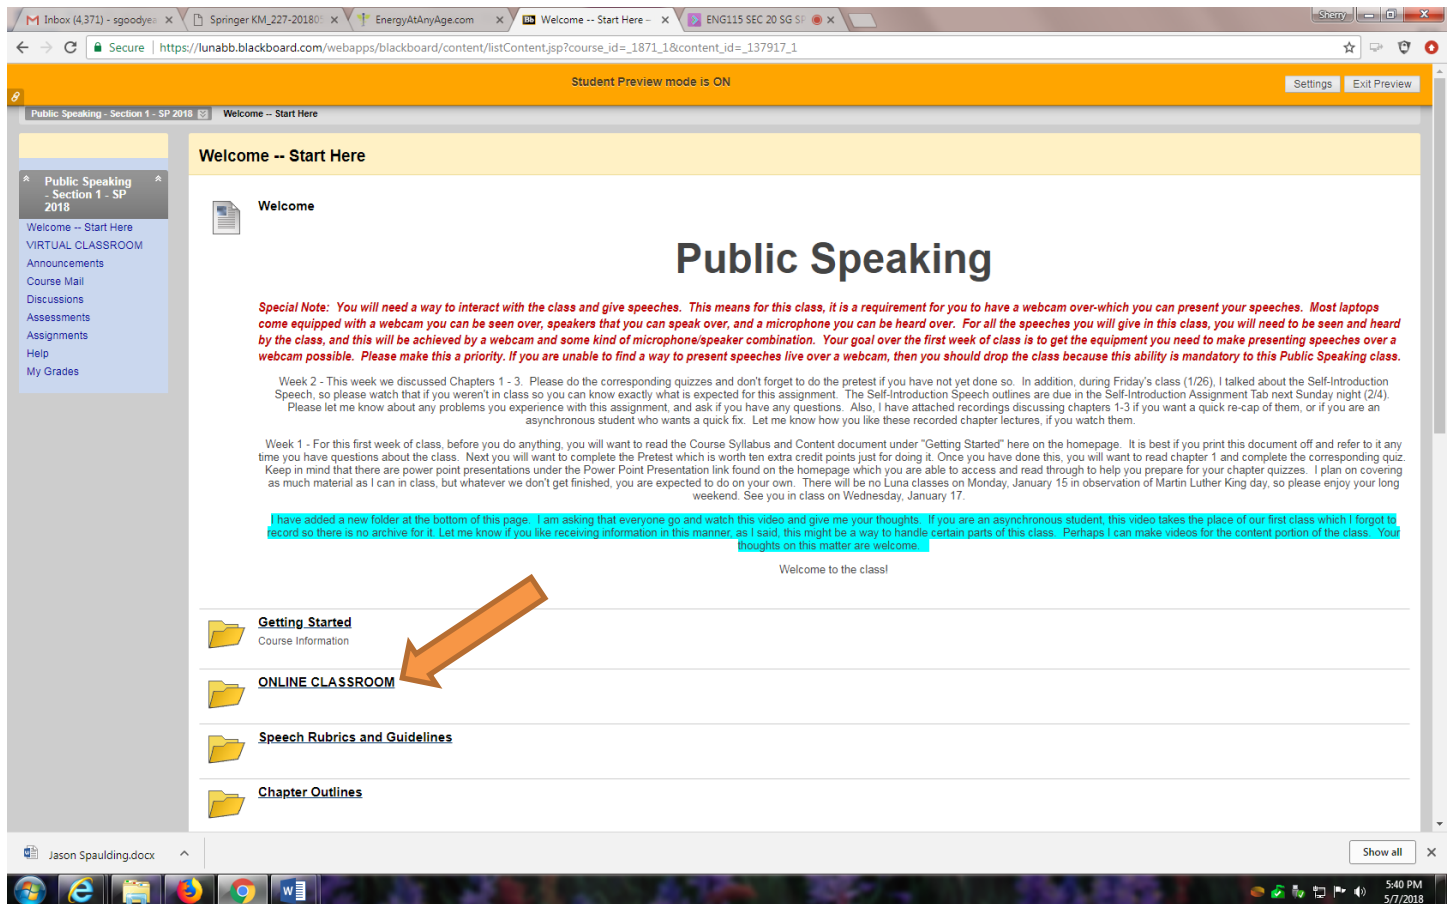 Inbox (4,371) - sgoodyea
Springer KM_227-201805
EnergyAtAnyAge.com
Bb Welcome -- Start Here –
ENG115 SEC 20 SG SP
Sherry
Secure | https://lunabb.blackboard.com/webapps/blackboard/content/listContent.jsp?course_id=_1871_1&content_id=_137917_1
Student Preview mode is ON
Settings
Exit Preview
Public Speaking - Section 1 - SP 2018
Welcome -- Start Here
Public Speaking
- Section 1 - SP
2018
Welcome -- Start Here
VIRTUAL CLASSROOM
Announcements
Course Mail
Discussions
Assessments
Assignments
Help
My Grades
Welcome -- Start Here
Welcome
Public Speaking
Special Note: You will need a way to interact with the class and give speeches. This means for this class, it is a requirement for you to have a webcam over-which you can present your speeches. Most laptops
come equipped with a webcam you can be seen over, speakers that you can speak over, and a microphone you can be heard over. For all the speeches you will give in this class, you will need to be seen and heard
by the class, and this will be achieved by a webcam and some kind of microphone/speaker combination. Your goal over the first week of class is to get the equipment you need to make presenting speeches over a
webcam possible. Please make this a priority. If you are unable to find a way to present speeches live over a webcam, then you should drop the class because this ability is mandatory to this Public Speaking class.
Week 2 - This week we discussed Chapters 1 - 3. Please do the corresponding quizzes and don't forget to do the pretest if you have not yet done so. In addition, during Friday's class (1/26), I talked about the Self-Introduction
Speech, so please watch that if you weren't in class so you can know exactly what is expected for this assignment. The Self-Introduction Speech outlines are due in the Self-Introduction Assignment Tab next Sunday night (2/4).
Please let me know about any problems you experience with this assignment, and ask if you have any questions. Also, I have attached recordings discussing chapters 1-3 if you want a quick re-cap of them, or if you are an
asynchronous student who wants a quick fix. Let me know how you like these recorded chapter lectures, if you watch them.
Week 1 - For this first week of class, before you do anything, you will want to read the Course Syllabus and Content document under "Getting Started" here on the homepage. It is best if you print this document off and refer to it any
time you have questions about the class. Next you will want to complete the Pretest which is worth ten extra credit points just for doing it. Once you have done this, you will want to read chapter 1 and complete the corresponding quiz.
Keep in mind that there are power point presentations under the Power Point Presentation link found on the homepage which you are able to access and read through to help you prepare for your chapter quizzes. I plan on covering
as much material as I can in class, but whatever we don't get finished, you are expected to do on your own. There will be no Luna classes on Monday, January 15 in observation of Martin Luther King day, so please enjoy your long
weekend. See you in class on Wednesday, January 17.
I have added a new folder at the bottom of this page. I am asking that everyone go and watch this video and give me your thoughts. If you are an asynchronous student, this video takes the place of our first class which I forgot to
record so there is no archive for it. Let me know if you like receiving information in this manner, as I said, this might be a way to handle certain parts of this class. Perhaps I can make videos for the content portion of the class. Your
thoughts on this matter are welcome.
Welcome to the class!
Getting Started
Course Information
ONLINE CLASSROOM
Speech Rubrics and Guidelines
Chapter Outlines
Jason Spaulding.docx
Show all
5:40 PM
5/7/2018